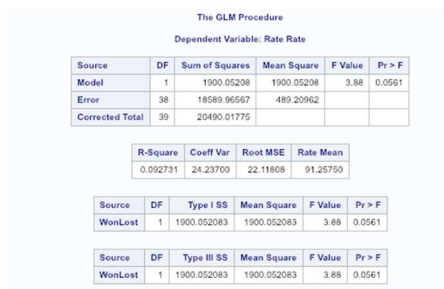 The GLM Procedure
Dependent Variable: Rate Rate
Source DF Sum of Squares Mean Square F Value Pr > F
Model 1 1900.05208 1900.05208 3.88 0.0561
Error 38 18589.96567 489.20962
Corrected Total 39 20490.01775
R-Square Coeff Var Root MSE Rate Mean
0.092731 24.23700 22.11808 91.25750
Source DF Type I SS Mean Square F Value Pr > F
WonLost 1 1900.052083 1900.052083 3.88 0.0561
Source DF Type III SS Mean Square F Value Pr > F
WonLost 1 1900.052083 1900.052083 3.88 0.0561